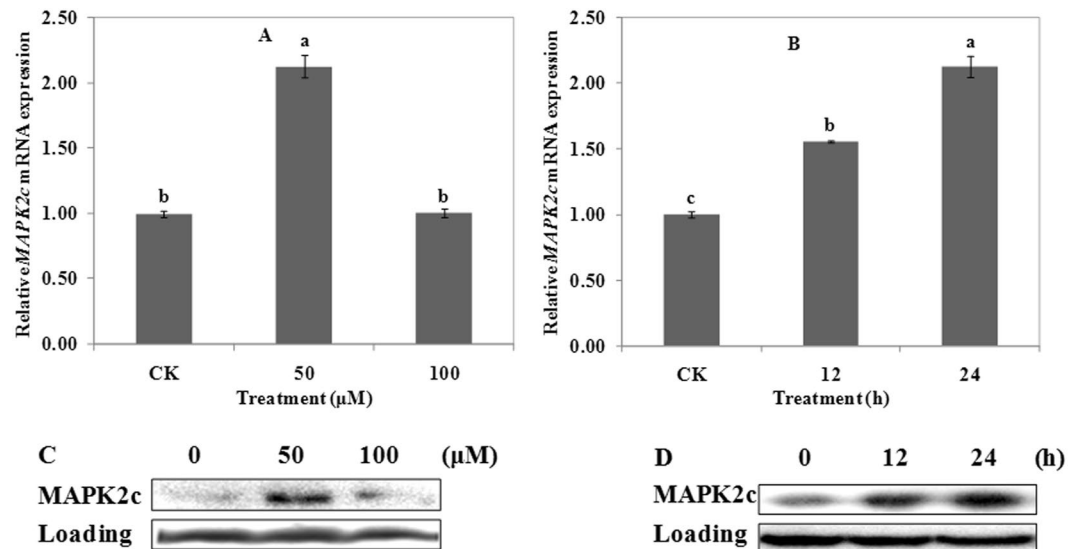 2.50
2.00
1.50
1.00
0.50
0.00
Relative MAPK2c mRNA expression
A
b
a
b
CK
50
100
Treatment (µM)
2.50
2.00
1.50
1.00
0.50
0.00
Relative MAPK2c mRNA expression
B
c
b
a
CK
12
24
Treatment (h)
C 0 50 100 (µM)
MAPK2c
Loading
D 0 12 24 (h)
MAPK2c
Loading